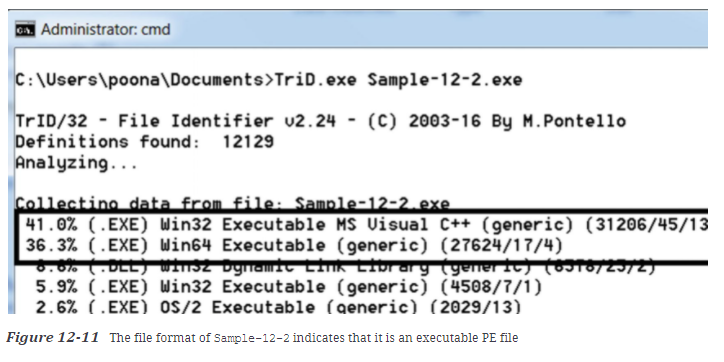 Administrator: cmd
C:\Users\poona\Documents>TriD.exe Sample-12-2.exe
TrID/32 - File Identifier v2.24 - (C) 2003-16 By M.Pontello
Definitions found: 12129
Analyzing...
Collecting data from file: Sample-12-2.exe
41.0% (.EXE) Win32 Executable MS Visual C++ (generic) (31206/45/13
36.3% (.EXE) Win64 Executable (generic) (27624/17/4)
8.6% (.DLL) Win32 Dynamic Link Library (generic) (6578/25/2)
5.9% (.EXE) Win32 Executable (generic) (4508/7/1)
2.6% (.EXE) OS/2 Executable (generic) (2029/13)
Figure 12-11 The file format of Sample-12-2 indicates that it is an executable PE file